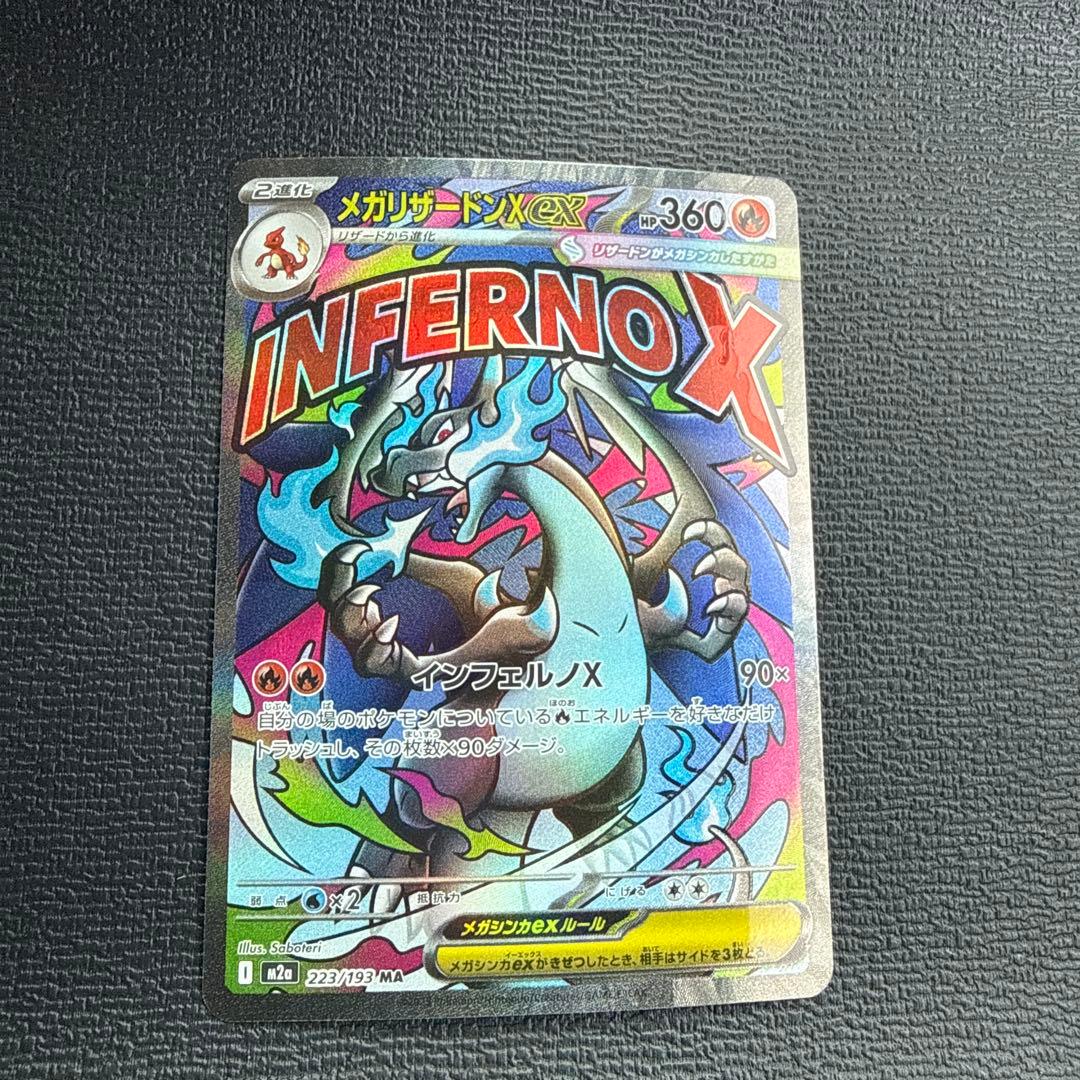 2進化
メガリザードンXex
HP360
リザードから進化
リザードンがメガシンカしたすがた
INFERNO X
インフェルノX 90×
自分の場のポケモンについているエネルギーを好きなだけ
トラッシュし、その枚数×90ダメージ。
弱点 ×2 抵抗力 にげる
メガシンカexルール
メガシンカexがきぜつしたとき、相手はサイドを3枚とる。
Illus. Saboteri
I m2a 223/193 MA